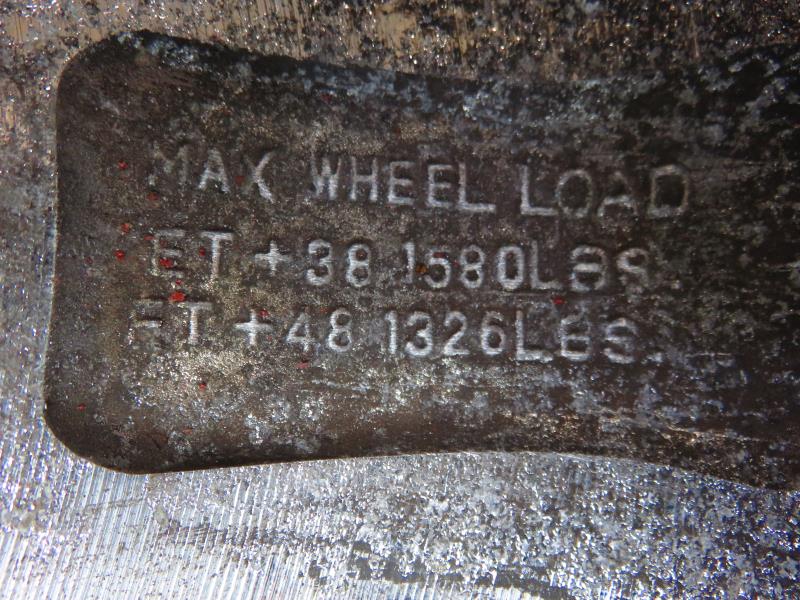 MAX WHEEL LOAD
ET +38 1580LBS.
ET +48 1326LBS.